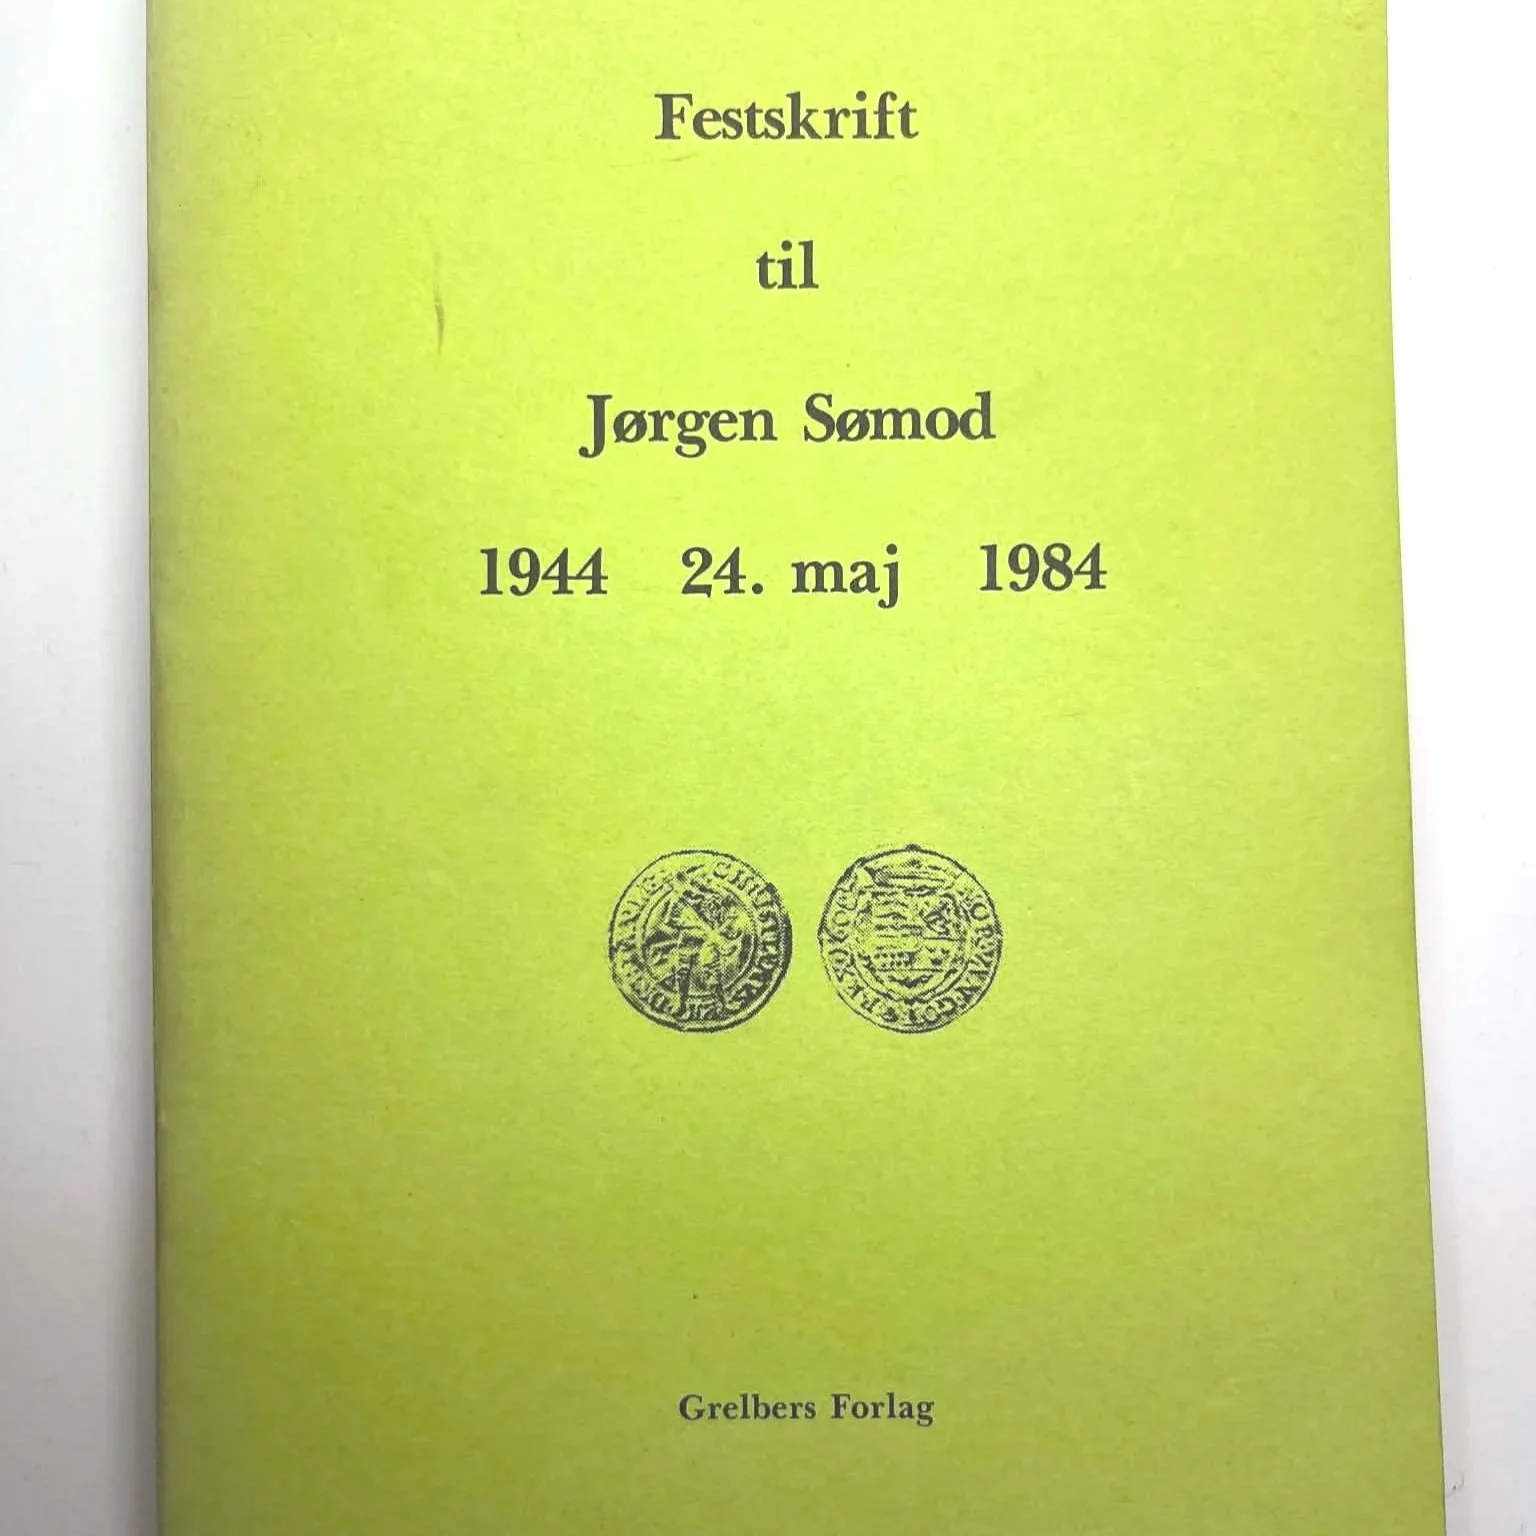 Festskrift
til
Jørgen Sømod
1944 24. maj 1984
Grelbers Forlag